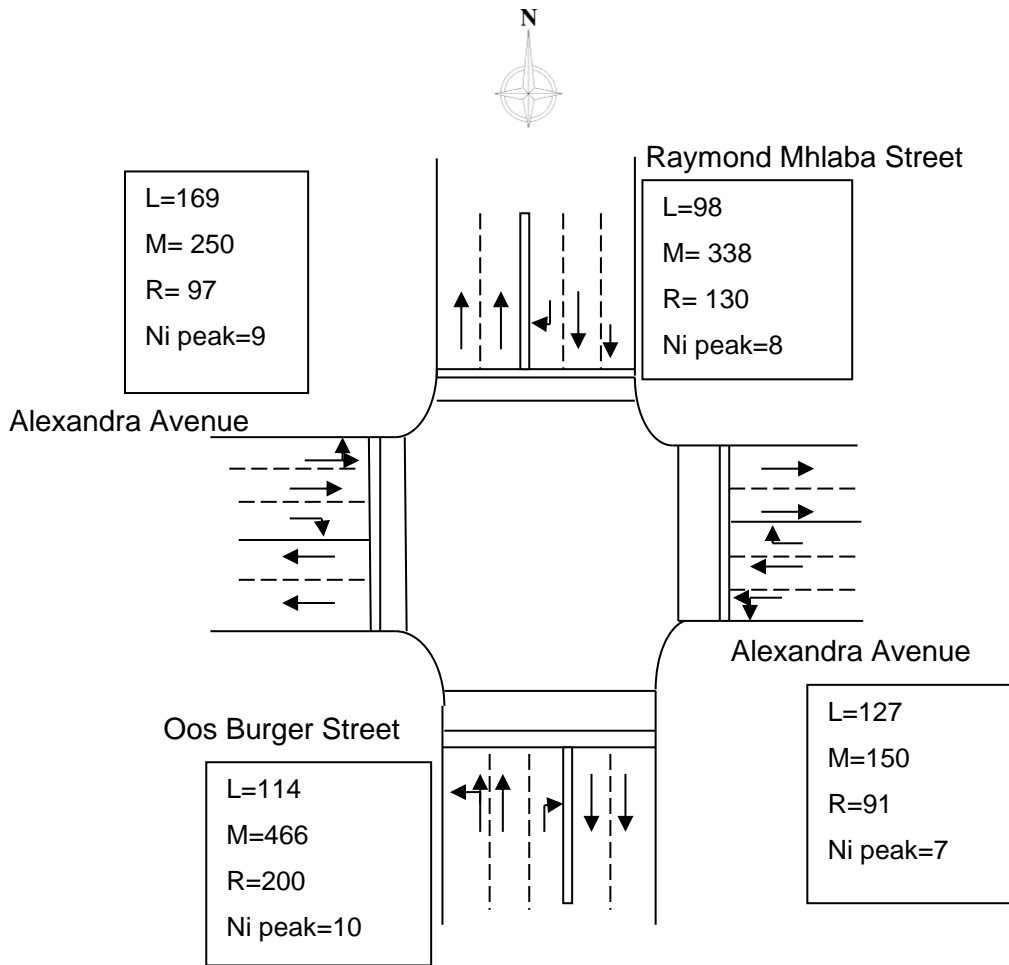 N
Raymond Mhlaba Street
L=169
M= 250
R= 97
Ni peak=9
L=98
M= 338
R= 130
Ni peak=8
Alexandra Avenue
Alexandra Avenue
Oos Burger Street
L=114
M=466
R=200
Ni peak=10
L=127
M=150
R=91
Ni peak=7